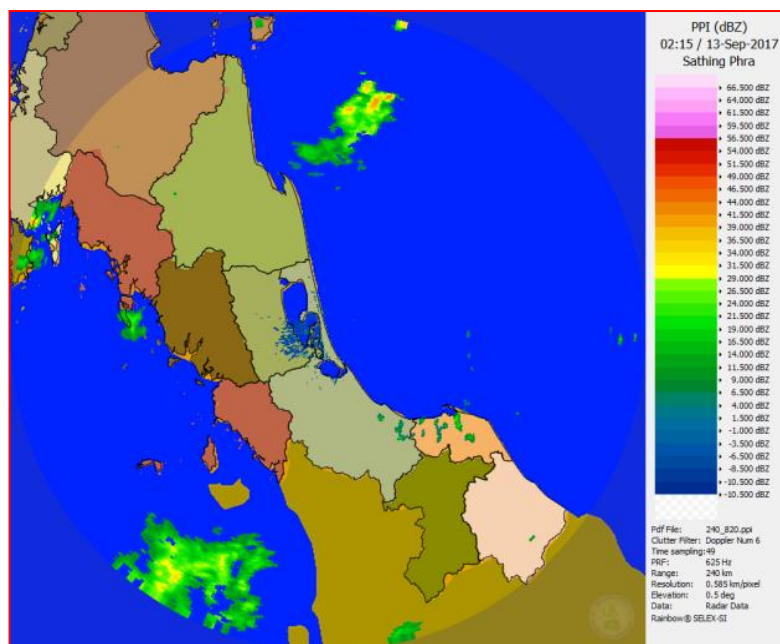 PPI (dBZ)
02:15 / 13-Sep-2017
Sathing Phra
66.500 dBZ
64.000 dBZ
61.500 dBZ
59.500 dBZ
56.500 dBZ
54.000 dBZ
51.500 dBZ
49.000 dBZ
46.500 dBZ
44.000 dBZ
41.500 dBZ
39.000 dBZ
36.500 dBZ
34.000 dBZ
31.500 dBZ
29.000 dBZ
26.500 dBZ
24.000 dBZ
21.500 dBZ
19.000 dBZ
16.500 dBZ
14.000 dBZ
11.500 dBZ
9.000 dBZ
6.500 dBZ
4.000 dBZ
1.500 dBZ
-1.000 dBZ
-3.500 dBZ
-6.500 dBZ
-8.500 dBZ
-10.500 dBZ
-10.500 dBZ
Pdf File: 240_820.ppi
Clutter Filter: Doppler Num 6
Time sampling: 49
PRF: 625 Hz
Range: 240 km
Resolution: 0.585 km/pixel
Elevation: 0.5 deg
Data: Radar Data
Rainbow® SELEX-SI